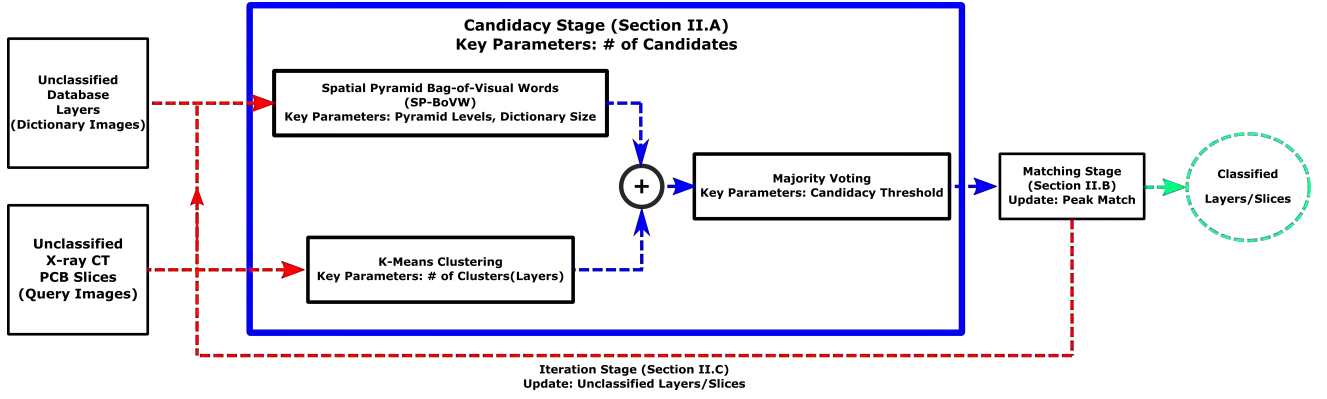 Candidacy Stage (Section II.A)
Key Parameters: # of Candidates
Unclassified
Database
Layers
(Dictionary Images)
Spatial Pyramid Bag-of-Visual Words
(SP-BoVW)
Key Parameters: Pyramid Levels, Dictionary Size
+
Majority Voting
Key Parameters: Candidacy Threshold
Matching Stage
(Section II.B)
Update: Peak Match
Classified
Layers/Slices
Unclassified
X-ray CT
PCB Slices
(Query Images)
K-Means Clustering
Key Parameters: # of Clusters(Layers)
Iteration Stage (Section II.C)
Update: Unclassified Layers/Slices